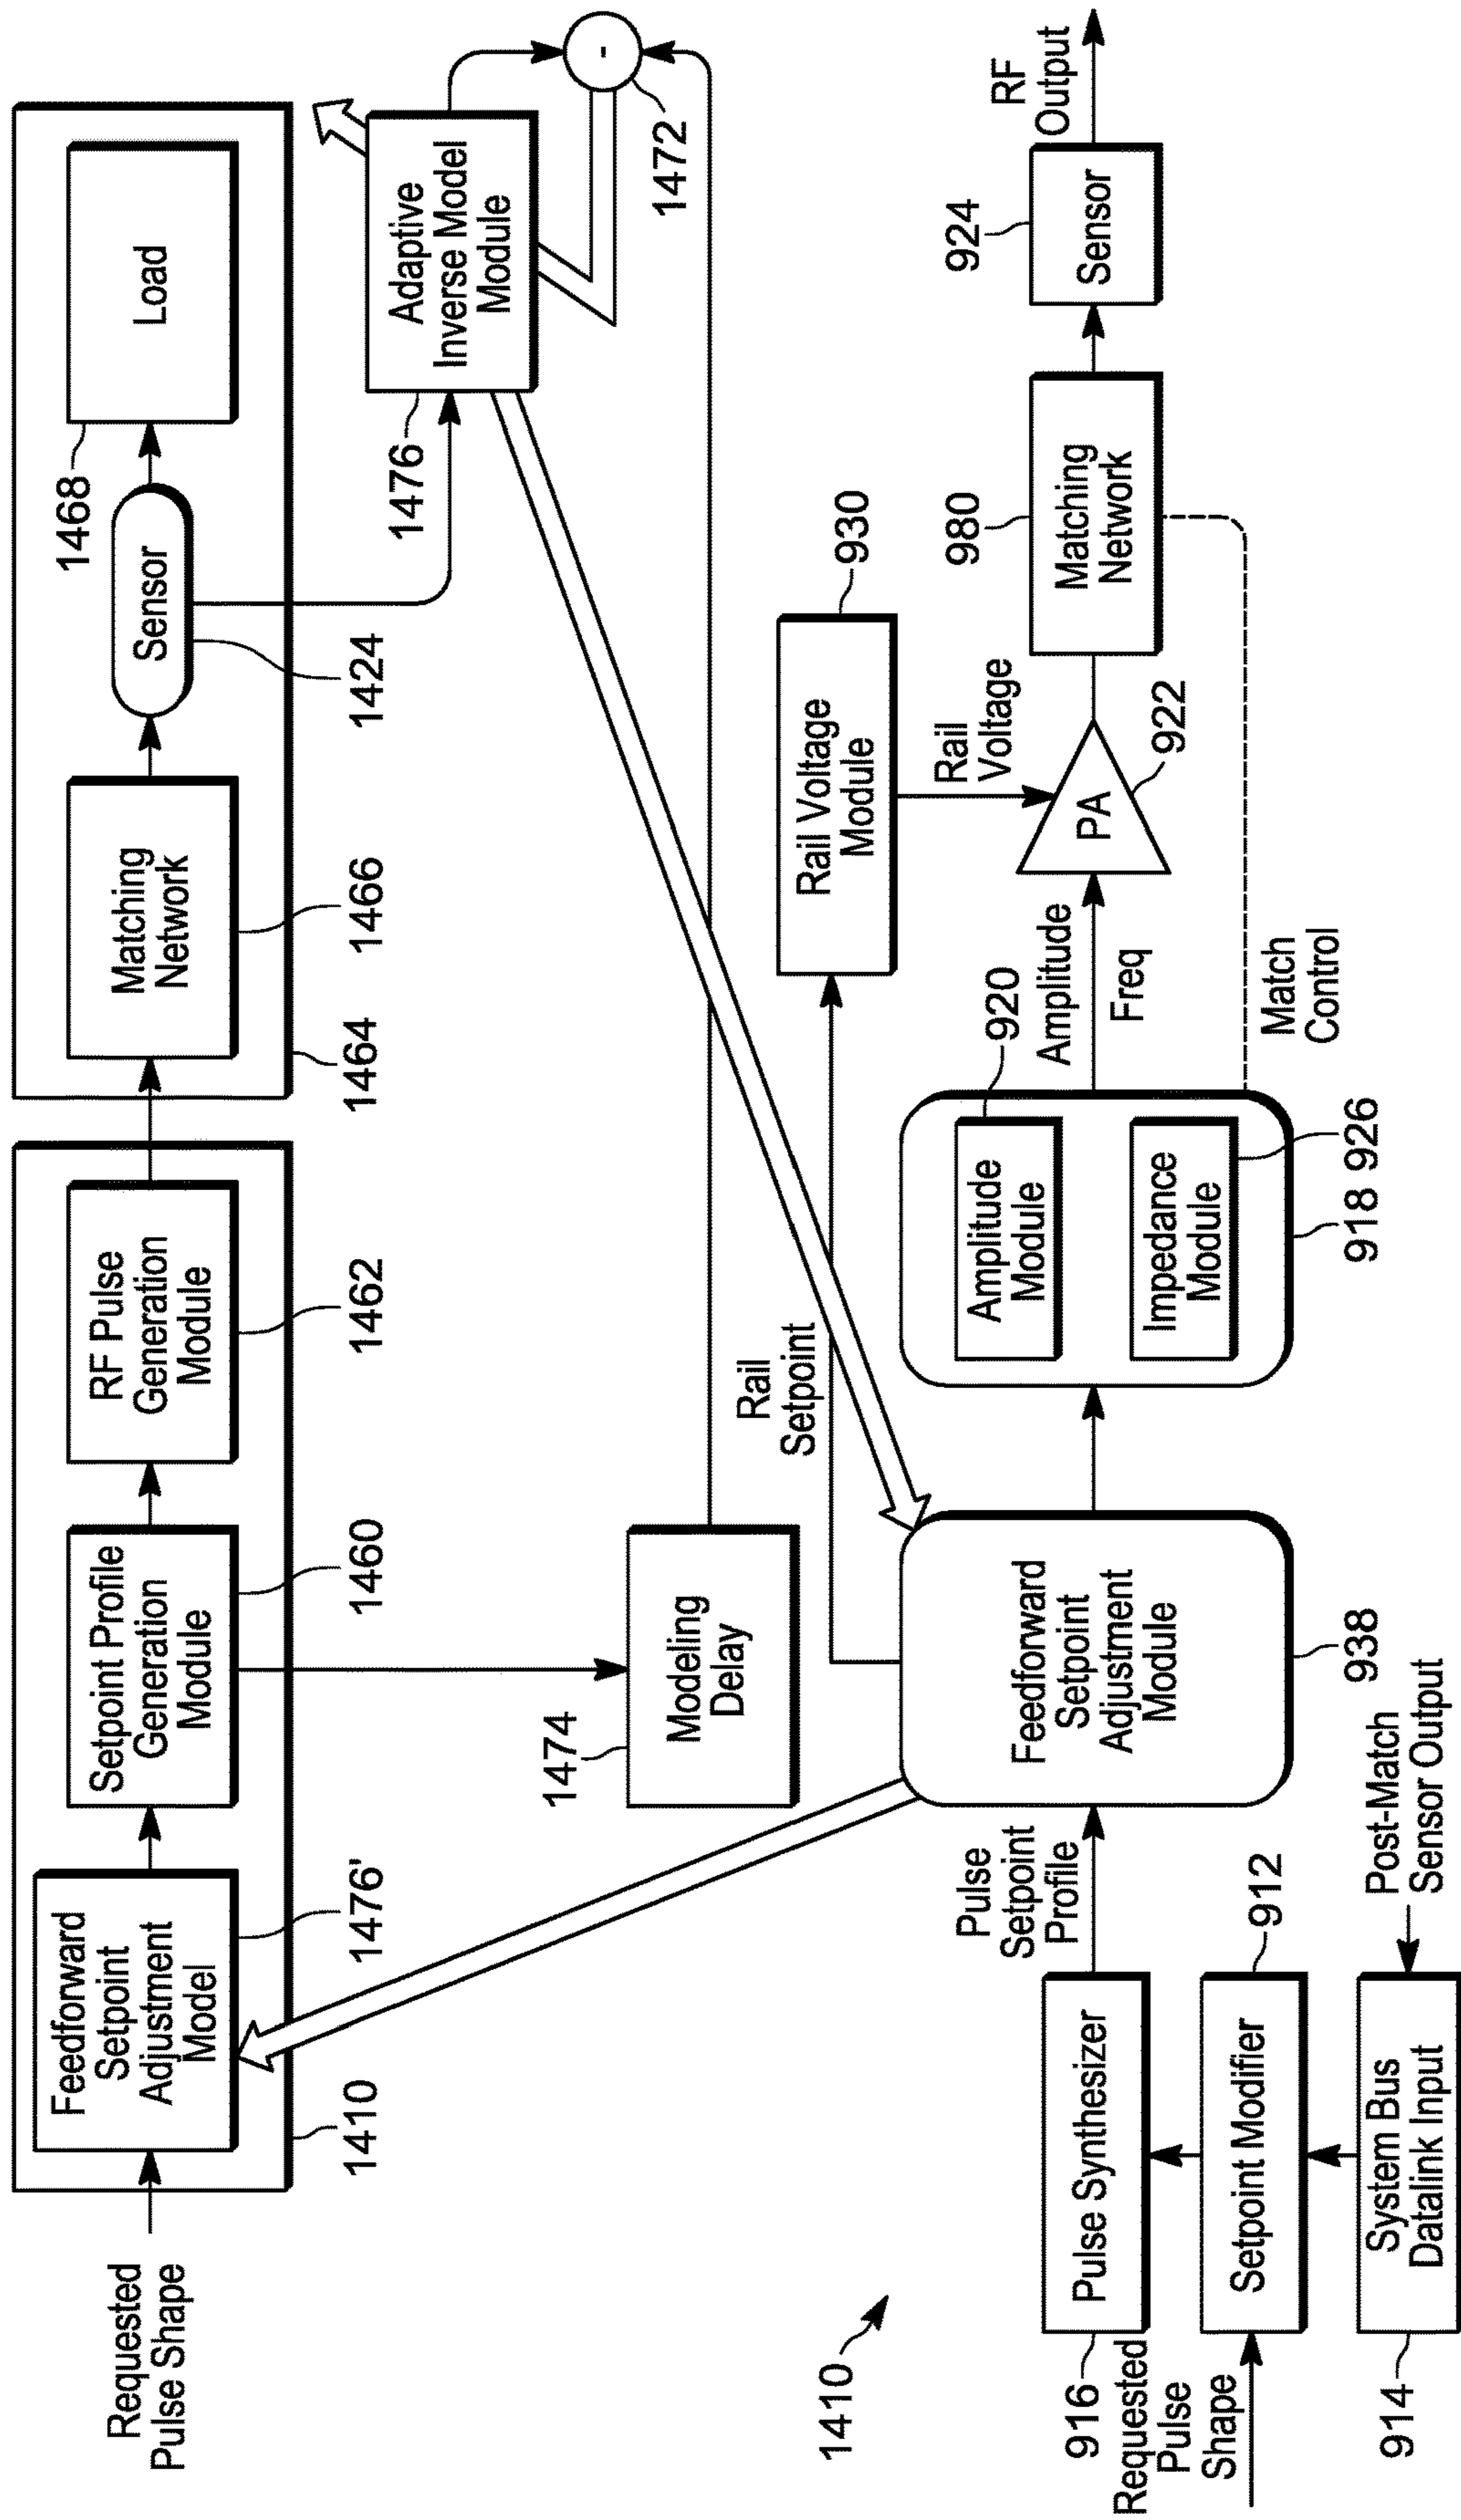 Requested
Pulse Shape
Feedforward
Setpoint
Adjustment
Model
1476'
1410
Setpoint Profile
Generation
Module
1460
RF Pulse
Generation
Module
1462
Matching
Network
1466
1464
Sensor
1424
Load
1468
Adaptive
Inverse Model
Module
1476
-
1472
Modeling
Delay
1474
1410
Requested
Pulse
Shape
Pulse Synthesizer
916
Setpoint Modifier
912
System Bus
Datalink Input
914
Post-Match
Sensor Output
Pulse
Setpoint
Profile
Feedforward
Setpoint
Adjustment
Module
938
Rail
Setpoint
Rail Voltage
Module
930
Rail
Voltage
Amplitude
Module
920
Impedance
Module
926
918
Amplitude
Freq
PA
922
Match
Control
Matching
Network
980
Sensor
924
RF
Output